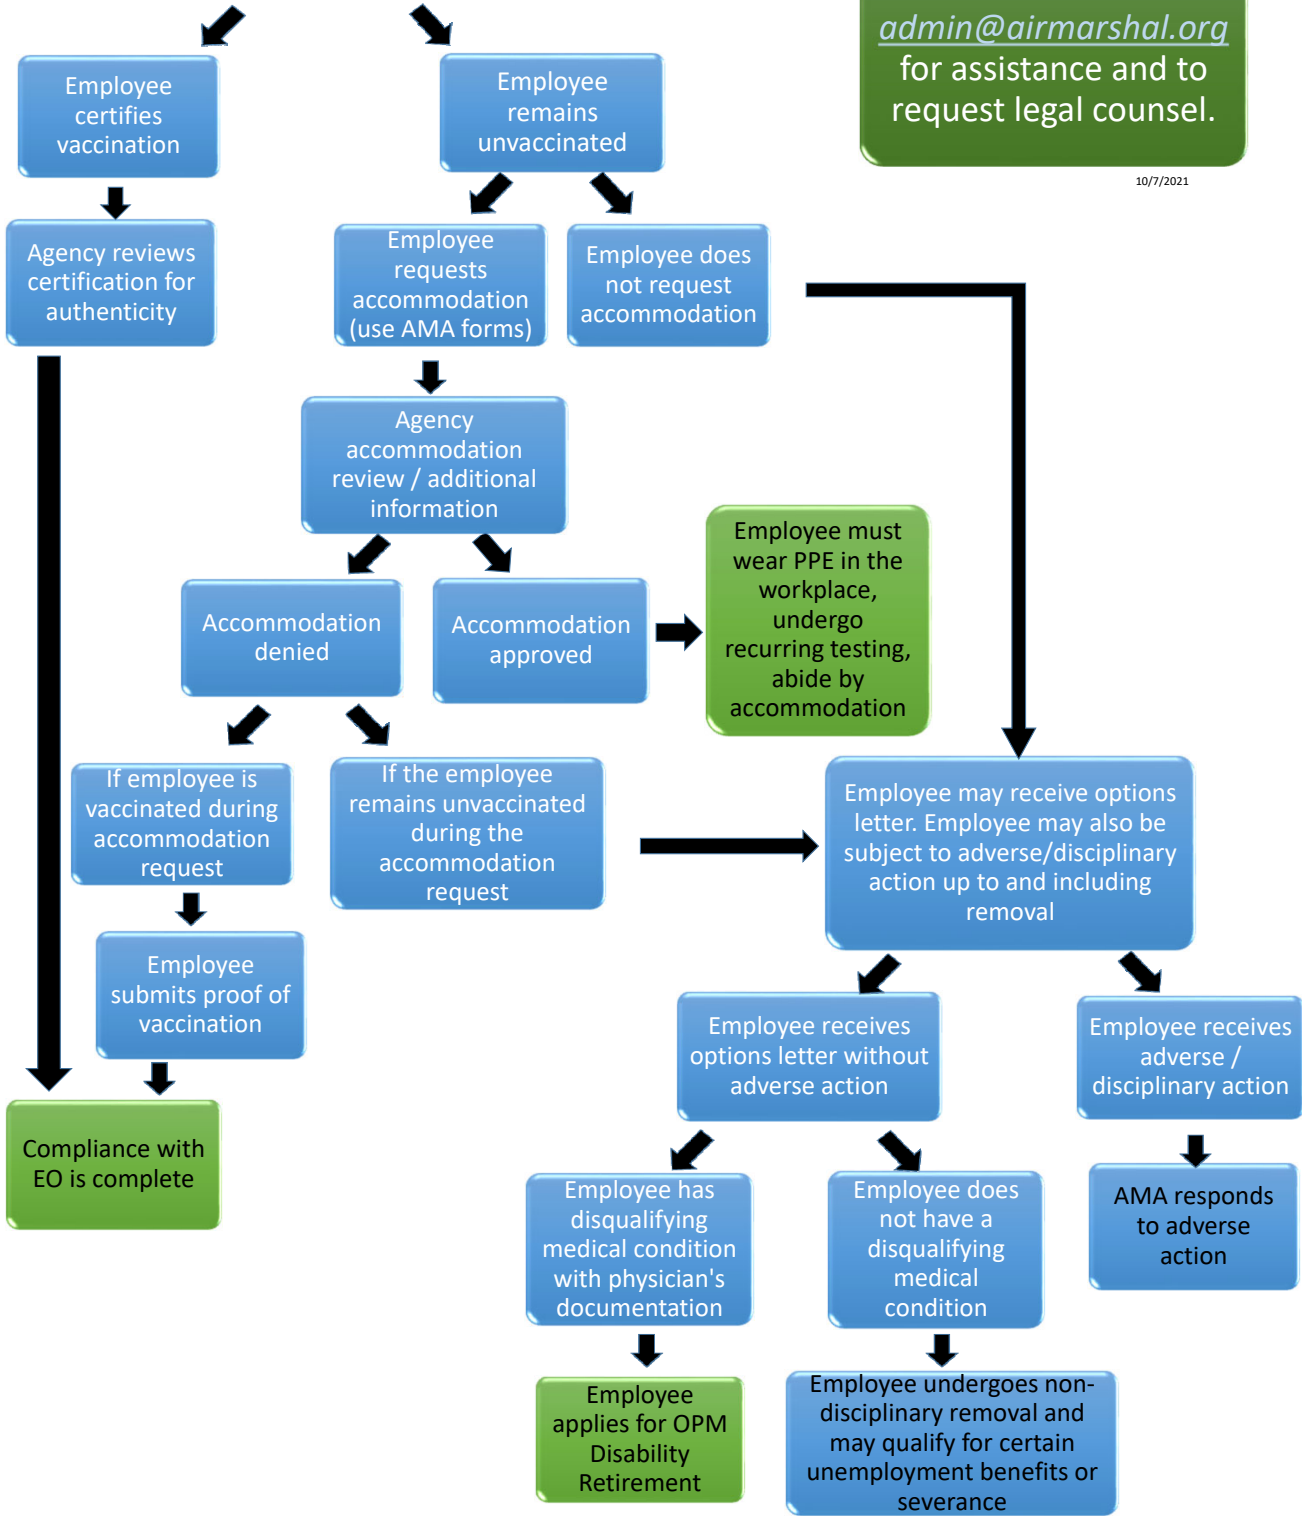 admin@airmarshal.org
for assistance and to
request legal counsel.
10/7/2021
Employee
certifies
vaccination
Employee
remains
unvaccinated
Agency reviews
certification for
authenticity
Employee
requests
accommodation
(use AMA forms)
Employee does
not request
accommodation
Agency
accommodation
review / additional
information
Accommodation
denied
Accommodation
approved
Employee must
wear PPE in the
workplace,
undergo
recurring testing,
abide by
accommodation
If employee is
vaccinated during
accommodation
request
If the employee
remains unvaccinated
during the
accommodation
request
Employee may receive options
letter. Employee may also be
subject to adverse/disciplinary
action up to and including
removal
Employee
submits proof of
vaccination
Employee receives
options letter without
adverse action
Employee receives
adverse /
disciplinary action
Compliance with
EO is complete
Employee has
disqualifying
medical condition
with physician's
documentation
Employee does
not have a
disqualifying
medical
condition
AMA responds
to adverse
action
Employee
applies for OPM
Disability
Retirement
Employee undergoes non-
disciplinary removal and
may qualify for certain
unemployment benefits or
severance